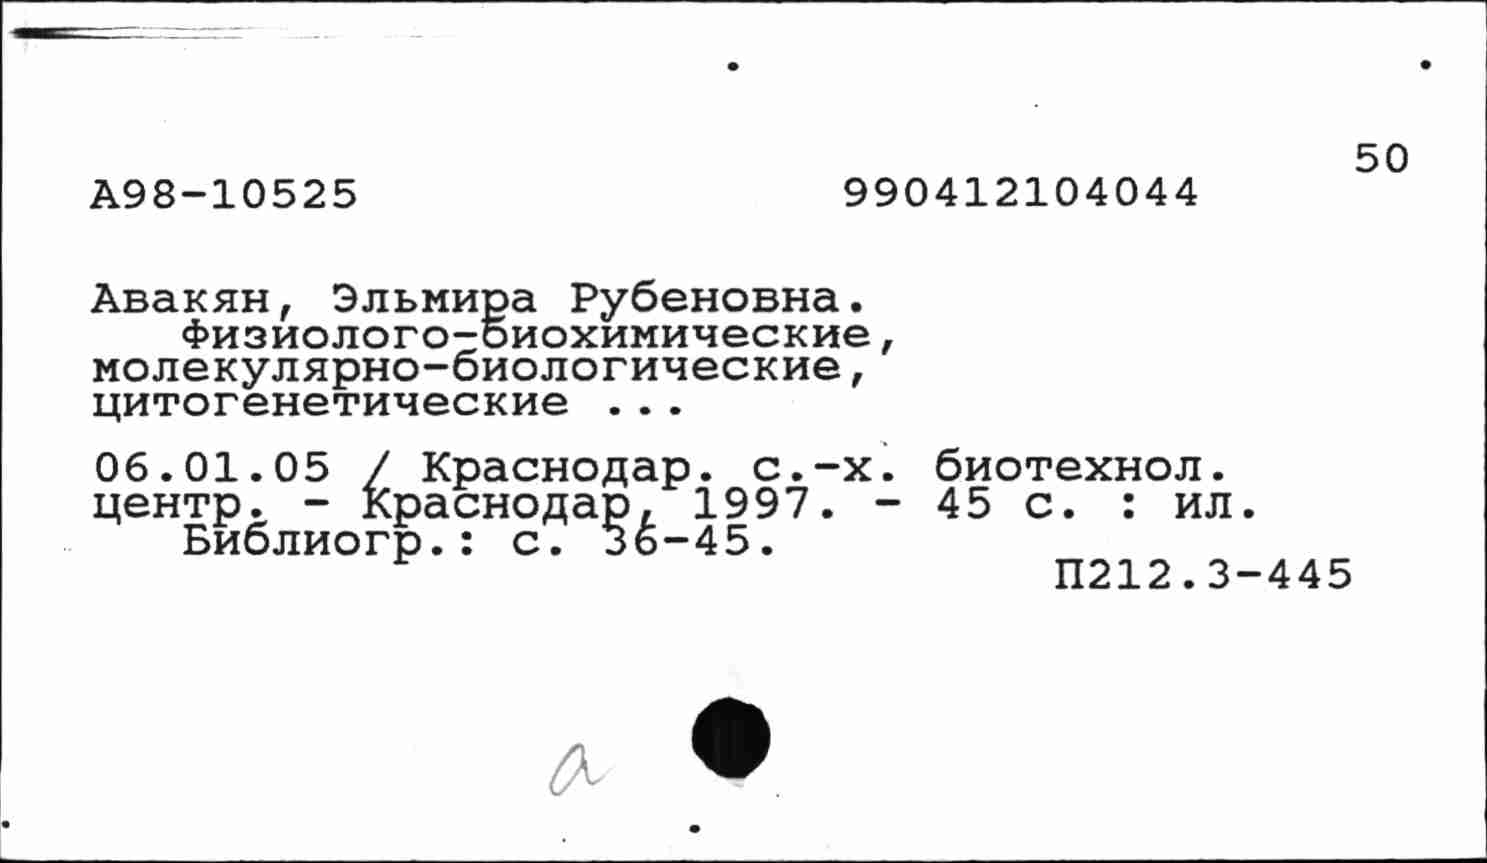 50
А98-10525 990412104044
Авакян, Эльмира Рубеновна.
Физиолого-биохимические,
молекулярно-биологические,
цитогенетические ...
06.01.05 / Краснодар. с.-х. биотехнол.
центр. - Краснодар, 1997. - 45 с. : ил.
Библиогр.: с. 36-45.
П212.3-445
а